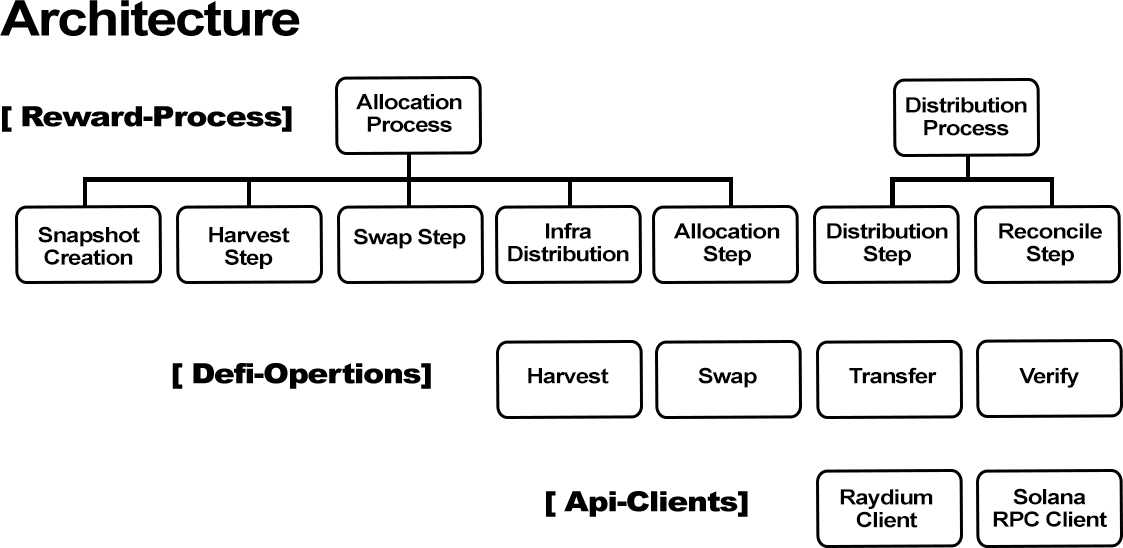 Architecture
[ Reward-Process]
Allocation
Process
Distribution
Process
Snapshot
Creation
Harvest
Step
Swap Step
Infra
Distribution
Allocation
Step
Distribution
Step
Reconcile
Step
[ Defi-Opertions]
Harvest
Swap
Transfer
Verify
[ Api-Clients]
Raydium
Client
Solana
RPC Client